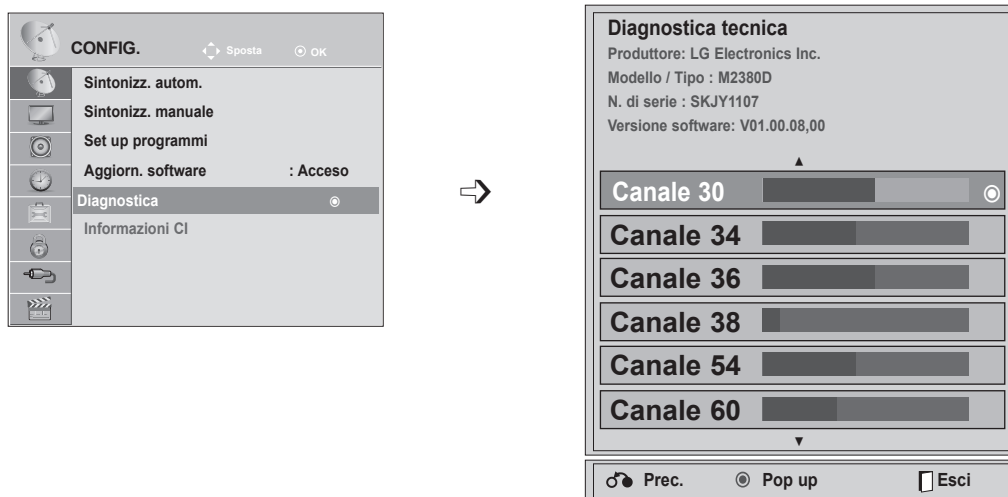 CONFIG.
Sposta
OK
Sintonizz. autom.
Sintonizz. manuale
Set up programmi
Aggiorn. software : Acceso
Diagnostica
Informazioni CI
Diagnostica tecnica
Produttore: LG Electronics Inc.
Modello / Tipo : M2380D
N. di serie : SKJY1107
Versione software: V01.00.08,00
Canale 30
Canale 34
Canale 36
Canale 38
Canale 54
Canale 60
Prec. Pop up Esci